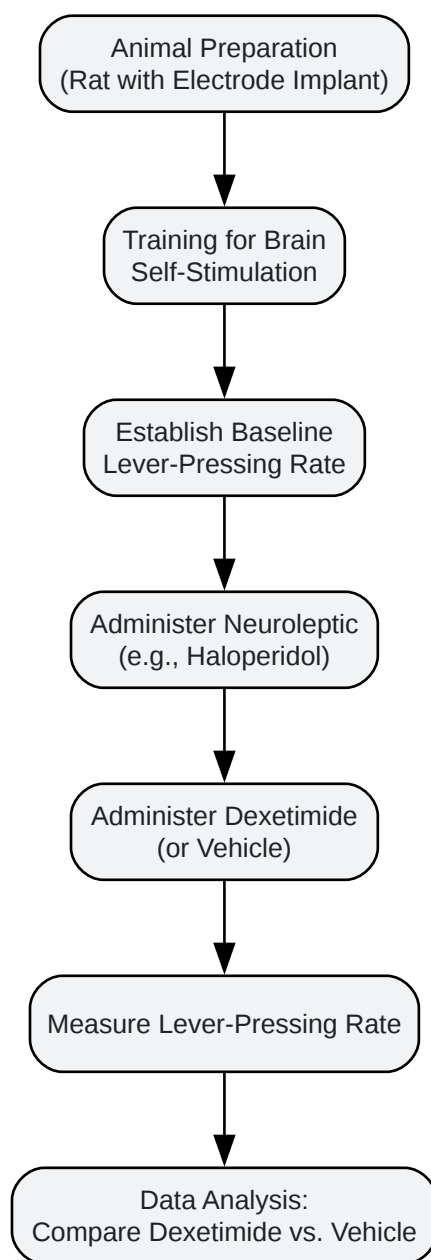 Animal Preparation
(Rat with Electrode Implant)
Training for Brain
Self-Stimulation
Establish Baseline
Lever-Pressing Rate
Administer Neuroleptic
(e.g., Haloperidol)
Administer Dexetimide
(or Vehicle)
Measure Lever-Pressing Rate
Data Analysis:
Compare Dexetimide vs. Vehicle